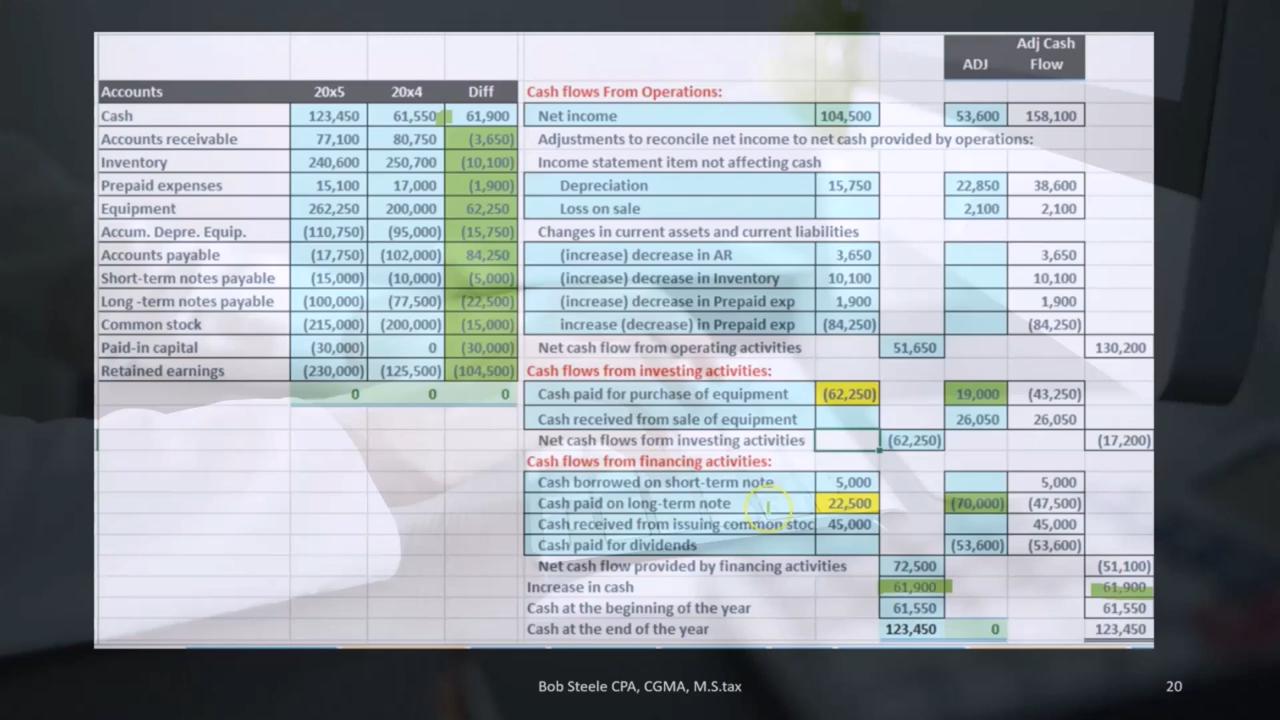 Adj Cash
ADJ Flow
Accounts 20x5 20x4 Diff Cash flows From Operations:
Cash 123,450 61,550 61,900 Net income 104,500 53,600 158,100
Accounts receivable 77,100 80,750 (3,650) Adjustments to reconcile net income to net cash provided by operations:
Inventory 240,600 250,700 (10,100) Income statement item not affecting cash
Prepaid expenses 15,100 17,000 (1,900) Depreciation 15,750 22,850 38,600
Equipment 262,250 200,000 62,250 Loss on sale 2,100 2,100
Accum. Depre. Equip. (110,750) (95,000) (15,750) Changes in current assets and current liabilities
Accounts payable (17,750) (102,000) 84,250 (increase) decrease in AR 3,650 3,650
Short-term notes payable (15,000) (10,000) (5,000) (increase) decrease in Inventory 10,100 10,100
Long -term notes payable (100,000) (77,500) (22,500) (increase) decrease in Prepaid exp 1,900 1,900
Common stock (215,000) (200,000) (15,000) increase (decrease) in Prepaid exp (84,250) (84,250)
Paid-in capital (30,000) 0 (30,000) Net cash flow from operating activities 51,650 130,200
Retained earnings (230,000) (125,500) (104,500) Cash flows from investing activities:
0 0 0 Cash paid for purchase of equipment (62,250) 19,000 (43,250)
Cash received from sale of equipment 26,050 26,050
Net cash flows form investing activities (62,250) (17,200)
Cash flows from financing activities:
Cash borrowed on short-term note 5,000 5,000
Cash paid on long-term note 22,500 (70,000) (47,500)
Cash received from issuing common stoc 45,000 45,000
Cash paid for dividends (53,600) (53,600)
Net cash flow provided by financing activities 72,500 (51,100)
Increase in cash 61,900 61,900
Cash at the beginning of the year 61,550 61,550
Cash at the end of the year 123,450 0 123,450
Bob Steele CPA, CGMA, M.S.tax 20